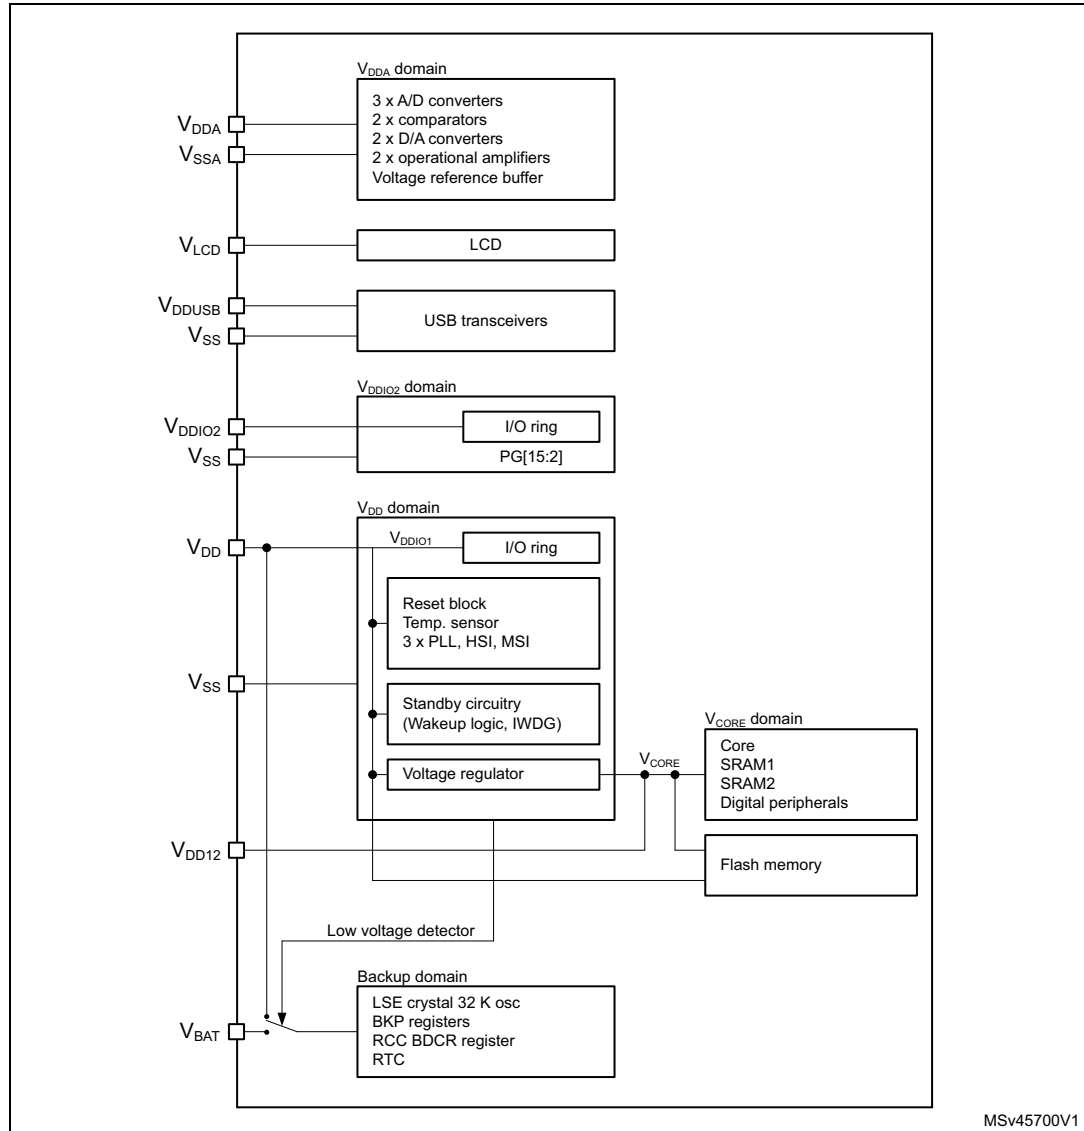 VDDA domain
3 x A/D converters
2 x comparators
2 x D/A converters
2 x operational amplifiers
Voltage reference buffer
VDDA
VSSA
VLCD
LCD
VDDUSB
VSS
USB transceivers
VDDIO2 domain
VDDIO2
I/O ring
VSS
PG[15:2]
VDD domain
VDD
VDDIO1
I/O ring
Reset block
Temp. sensor
3 x PLL, HSI, MSI
VSS
Standby circuitry
(Wakeup logic, IWDG)
Voltage regulator
VCORE
VCORE domain
Core
SRAM1
SRAM2
Digital peripherals
VDD12
Flash memory
Low voltage detector
Backup domain
LSE crystal 32 K osc
BKP registers
RCC BDCR register
RTC
VBAT
MSv45700V1